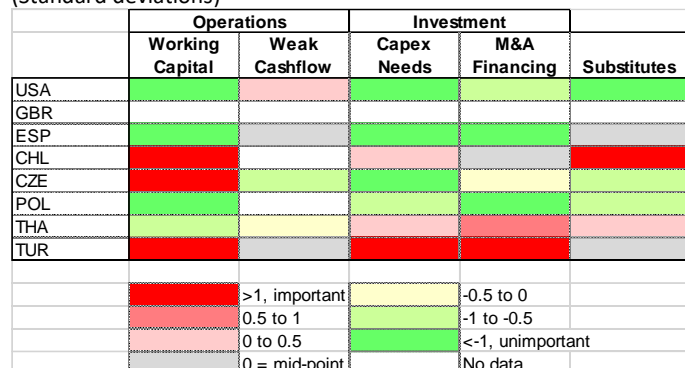 (Standard deviations)
Operations Investment
Working Capital Weak Cashflow Capex Needs M&A Financing Substitutes
USA
GBR
ESP
CHL
CZE
POL
THA
TUR
>1, important -0.5 to 0
0.5 to 1 -1 to -0.5
0 to 0.5 <-1, unimportant
0 = mid-point No data